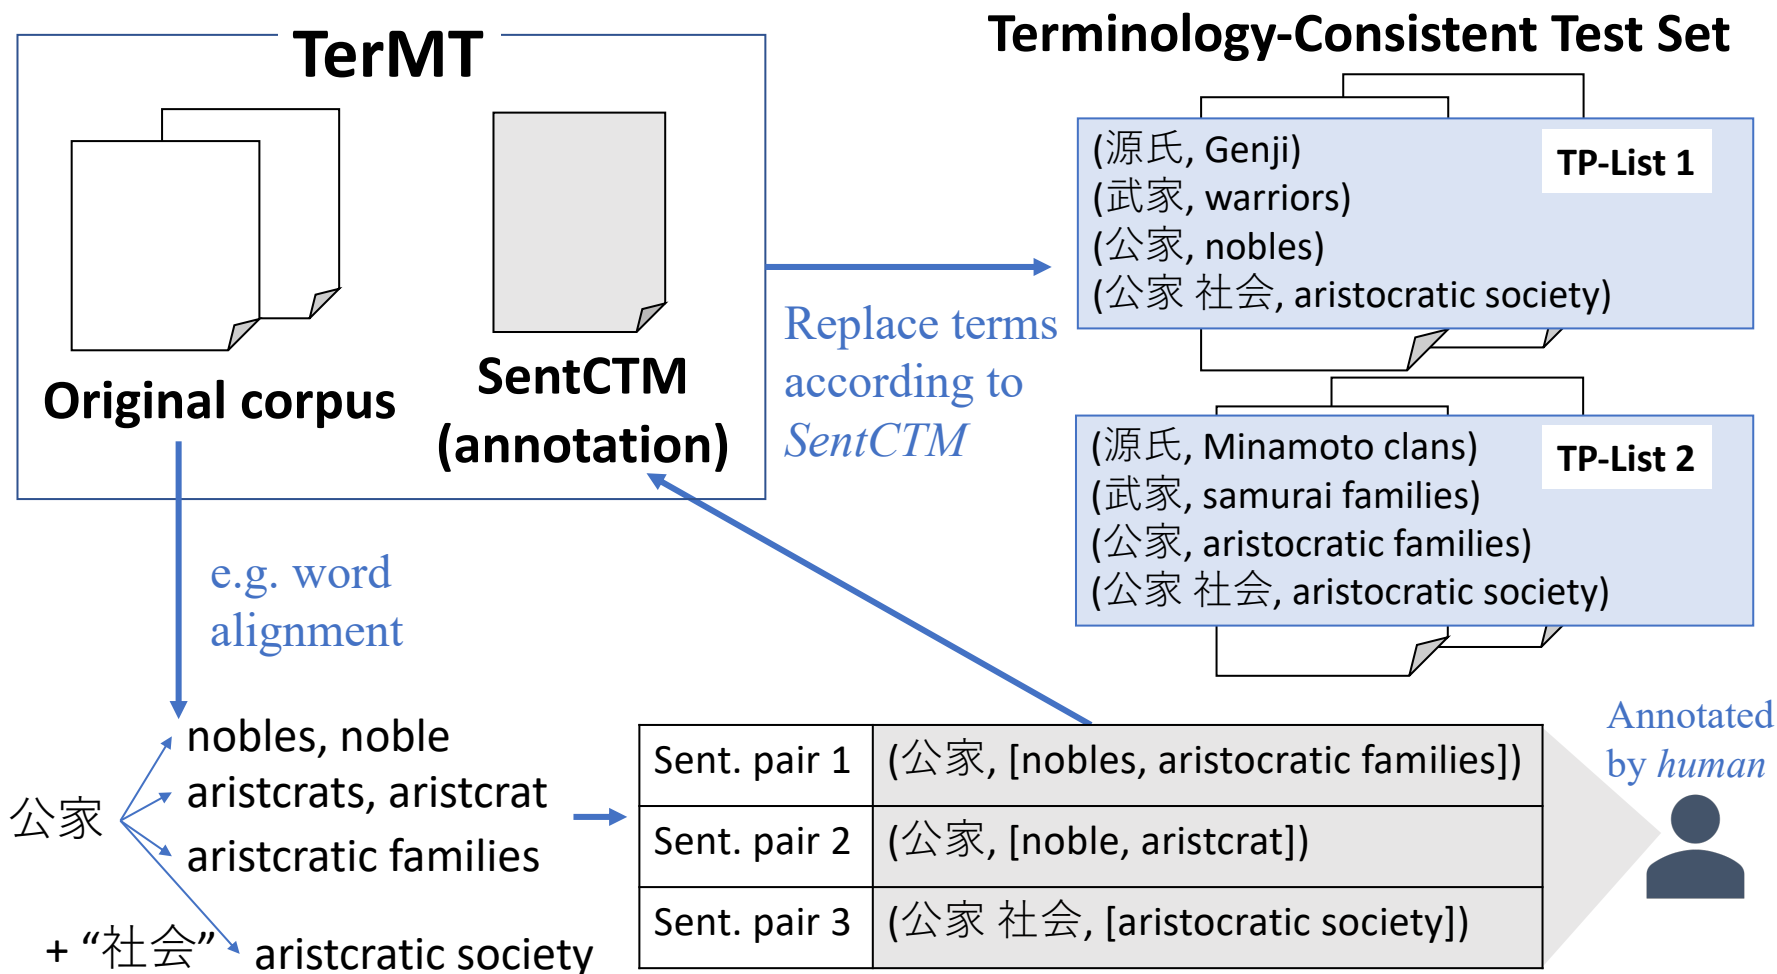 TerMT
Original corpus
SentCTM
(annotation)
Replace terms
according to
SentCTM
Terminology-Consistent Test Set
TP-List 1
(源氏, Genji)
(武家, warriors)
(公家, nobles)
(公家 社会, aristocratic society)
TP-List 2
(源氏, Minamoto clans)
(武家, samurai families)
(公家, aristocratic families)
(公家 社会, aristocratic society)
e.g. word
alignment
公家
nobles, noble
aristcrats, aristcrat
aristcratic families
+ “社会”
aristcratic society
Sent. pair 1 (公家, [nobles, aristocratic families])
Sent. pair 2 (公家, [noble, aristcrat])
Sent. pair 3 (公家 社会, [aristocratic society])
Annotated
by human